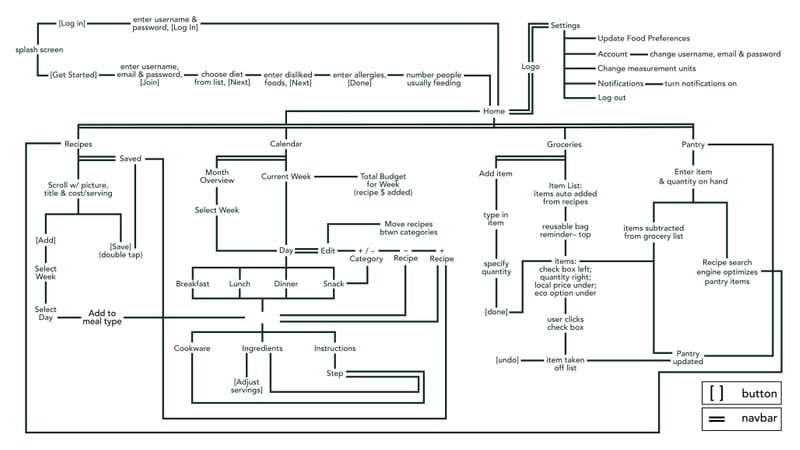 [Log in]
enter username &
password, [Log In]
splash screen
[Get Started]
enter username,
email & password,
[Join]
choose diet
from list, [Next]
enter disliked
foods, [Next]
enter allergies,
[Done]
number people
usually feeding
Settings
Logo
Update Food Preferences
Account
change username, email & password
Change measurement units
Notifications
turn notifications on
Log out
Home
Recipes
Saved
Scroll w/ picture,
title & cost/serving
[Add]
[Save]
(double tap)
Select
Week
Select
Day
Add to
meal type
Calendar
Month
Overview
Current Week
Total Budget
for Week
(recipe $ added)
Select Week
Move recipes
btwn categories
Day
Edit
+ / –
Category
–
Recipe
+
Recipe
Breakfast
Lunch
Dinner
Snack
Cookware
Ingredients
Instructions
[Adjust
servings]
Step
Groceries
Add item
type in
item
specify
quantity
[done]
Item List:
items auto added
from recipes
reusable bag
reminder– top
items:
check box left;
quantity right;
local price under;
eco option under
user clicks
check box
[undo]
item taken
off list
Pantry
Enter item
& quantity on hand
items subtracted
from grocery list
Recipe search
engine optimizes
pantry items
Pantry
updated
[ ] button
navbar